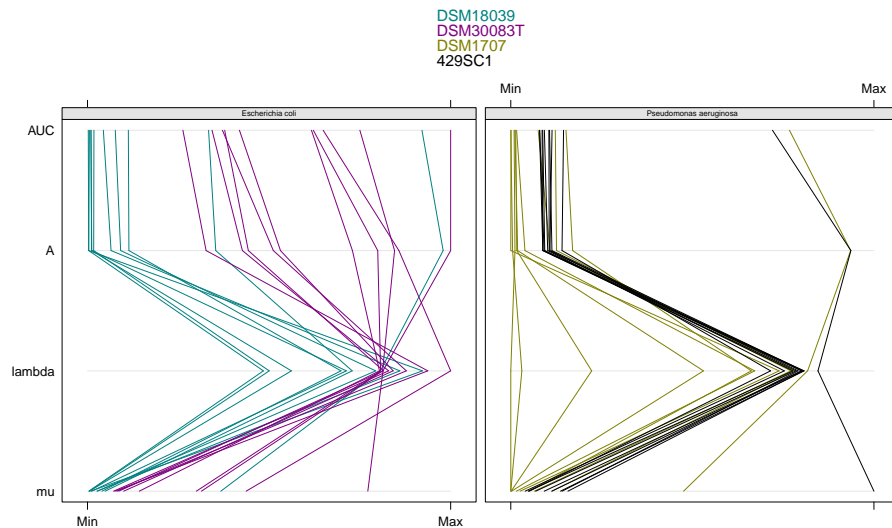 DSM18039
DSM30083T
DSM1707
429SC1
Min Max
Escherichia coli Pseudomonas aeruginosa
AUC
A
lambda
mu
Min Max